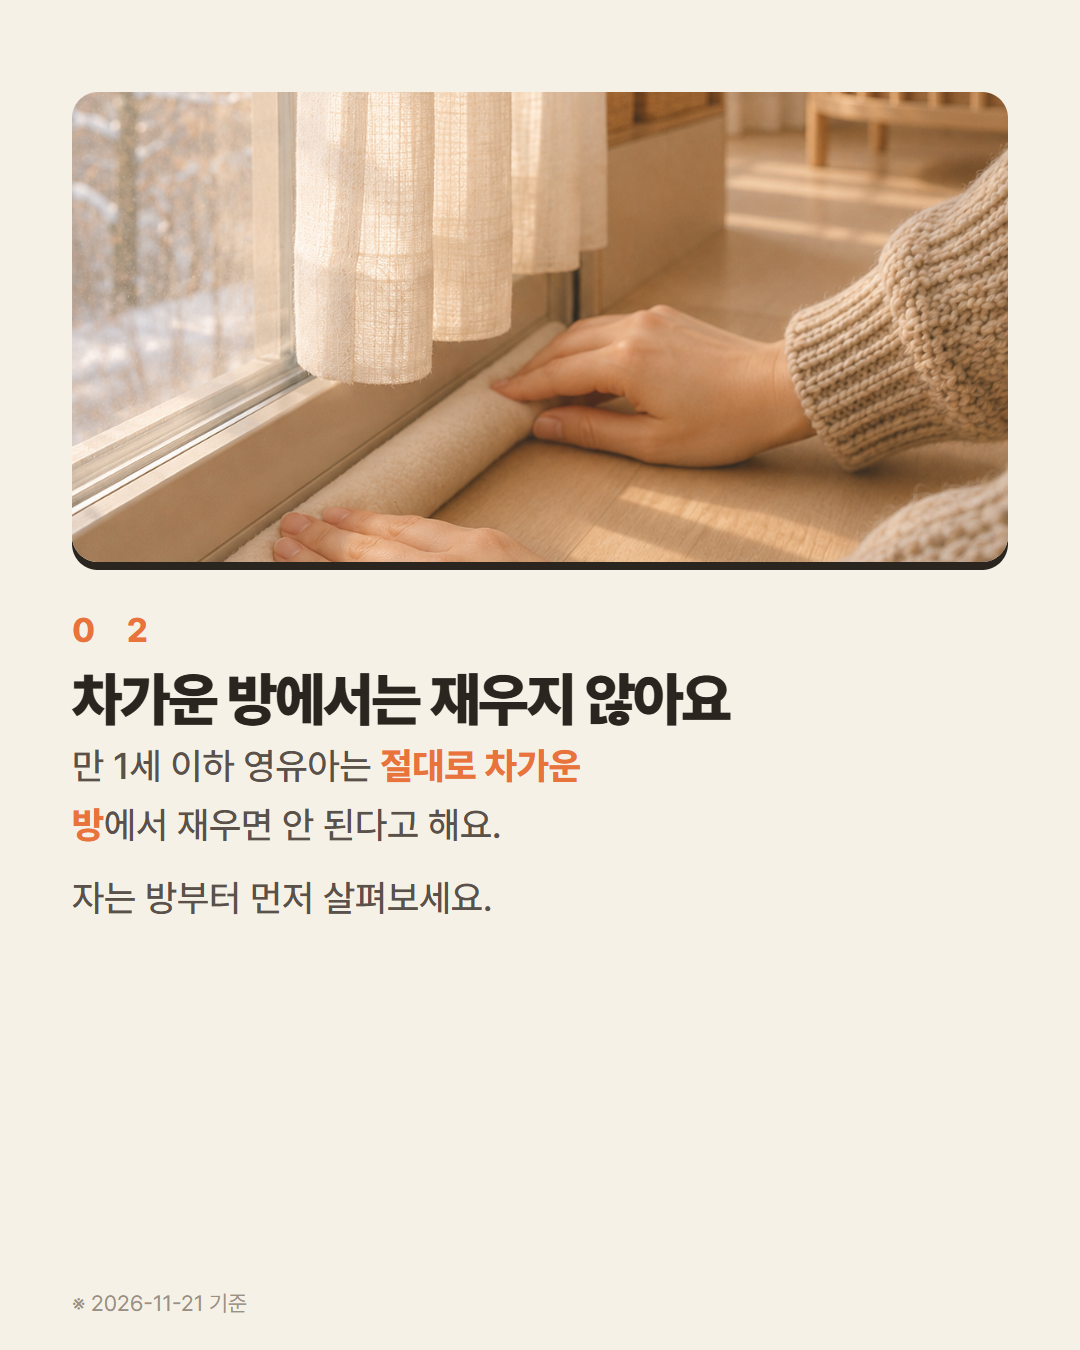 0 2
차가운 방에서는 재우지 않아요
만 1세 이하 영유아는 절대로 차가운
방에서 재우면 안 된다고 해요.
자는 방부터 먼저 살펴보세요.
※ 2026-11-21 기준